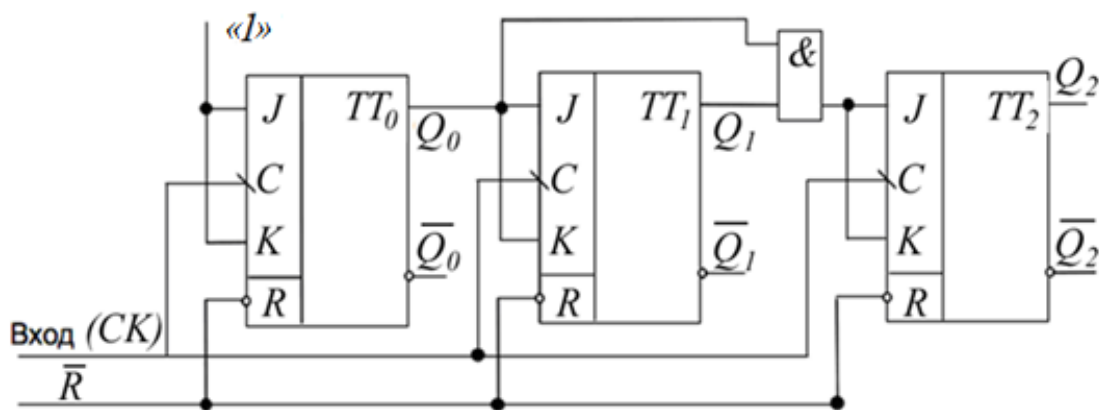 «1»
&
J TT₀ Q₀
J TT₁ Q₁
J TT₂ Q₂
C
C
C
K Q̅₀
K Q̅₁
K Q̅₂
R
R
R
Вход (CK)
R̅